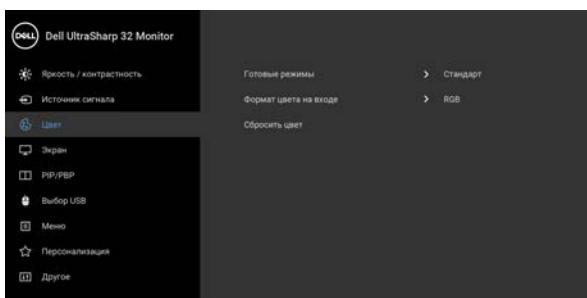 DELL Dell UltraSharp 32 Monitor
Яркость / контрастность
Готовые режимы > Стандарт
Источник сигнала
Формат цвета на входе > RGB
Цвет
Сбросить цвет
Экран
PIP/PBP
Выбор USB
Меню
Персонализация
Другое